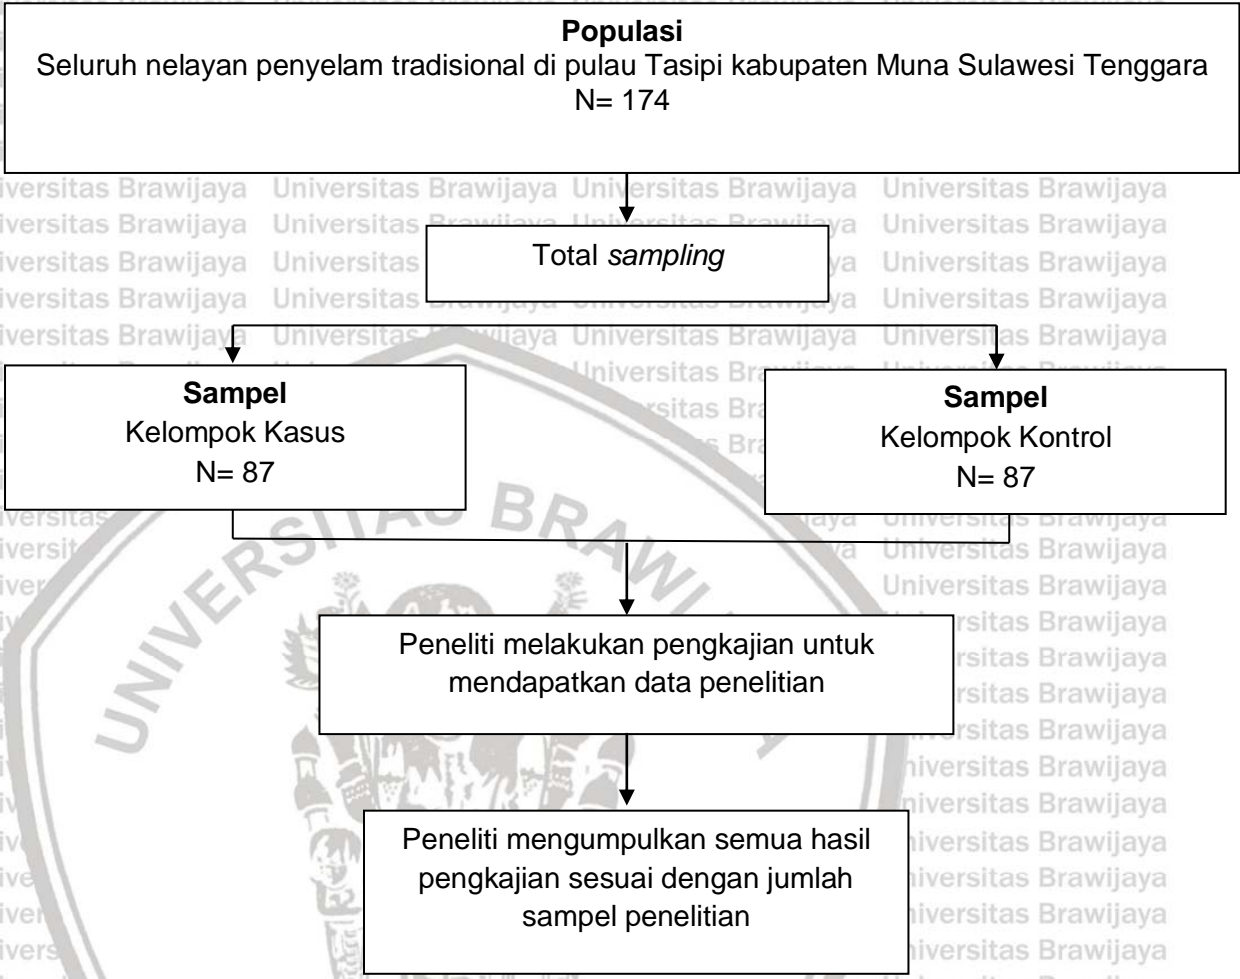 Populasi
Seluruh nelayan penyelam tradisional di pulau Tasipi kabupaten Muna Sulawesi Tenggara
N= 174
Total sampling
Sampel
Kelompok Kasus
N= 87
Sampel
Kelompok Kontrol
N= 87
Peneliti melakukan pengkajian untuk
mendapatkan data penelitian
Peneliti mengumpulkan semua hasil
pengkajian sesuai dengan jumlah
sampel penelitian